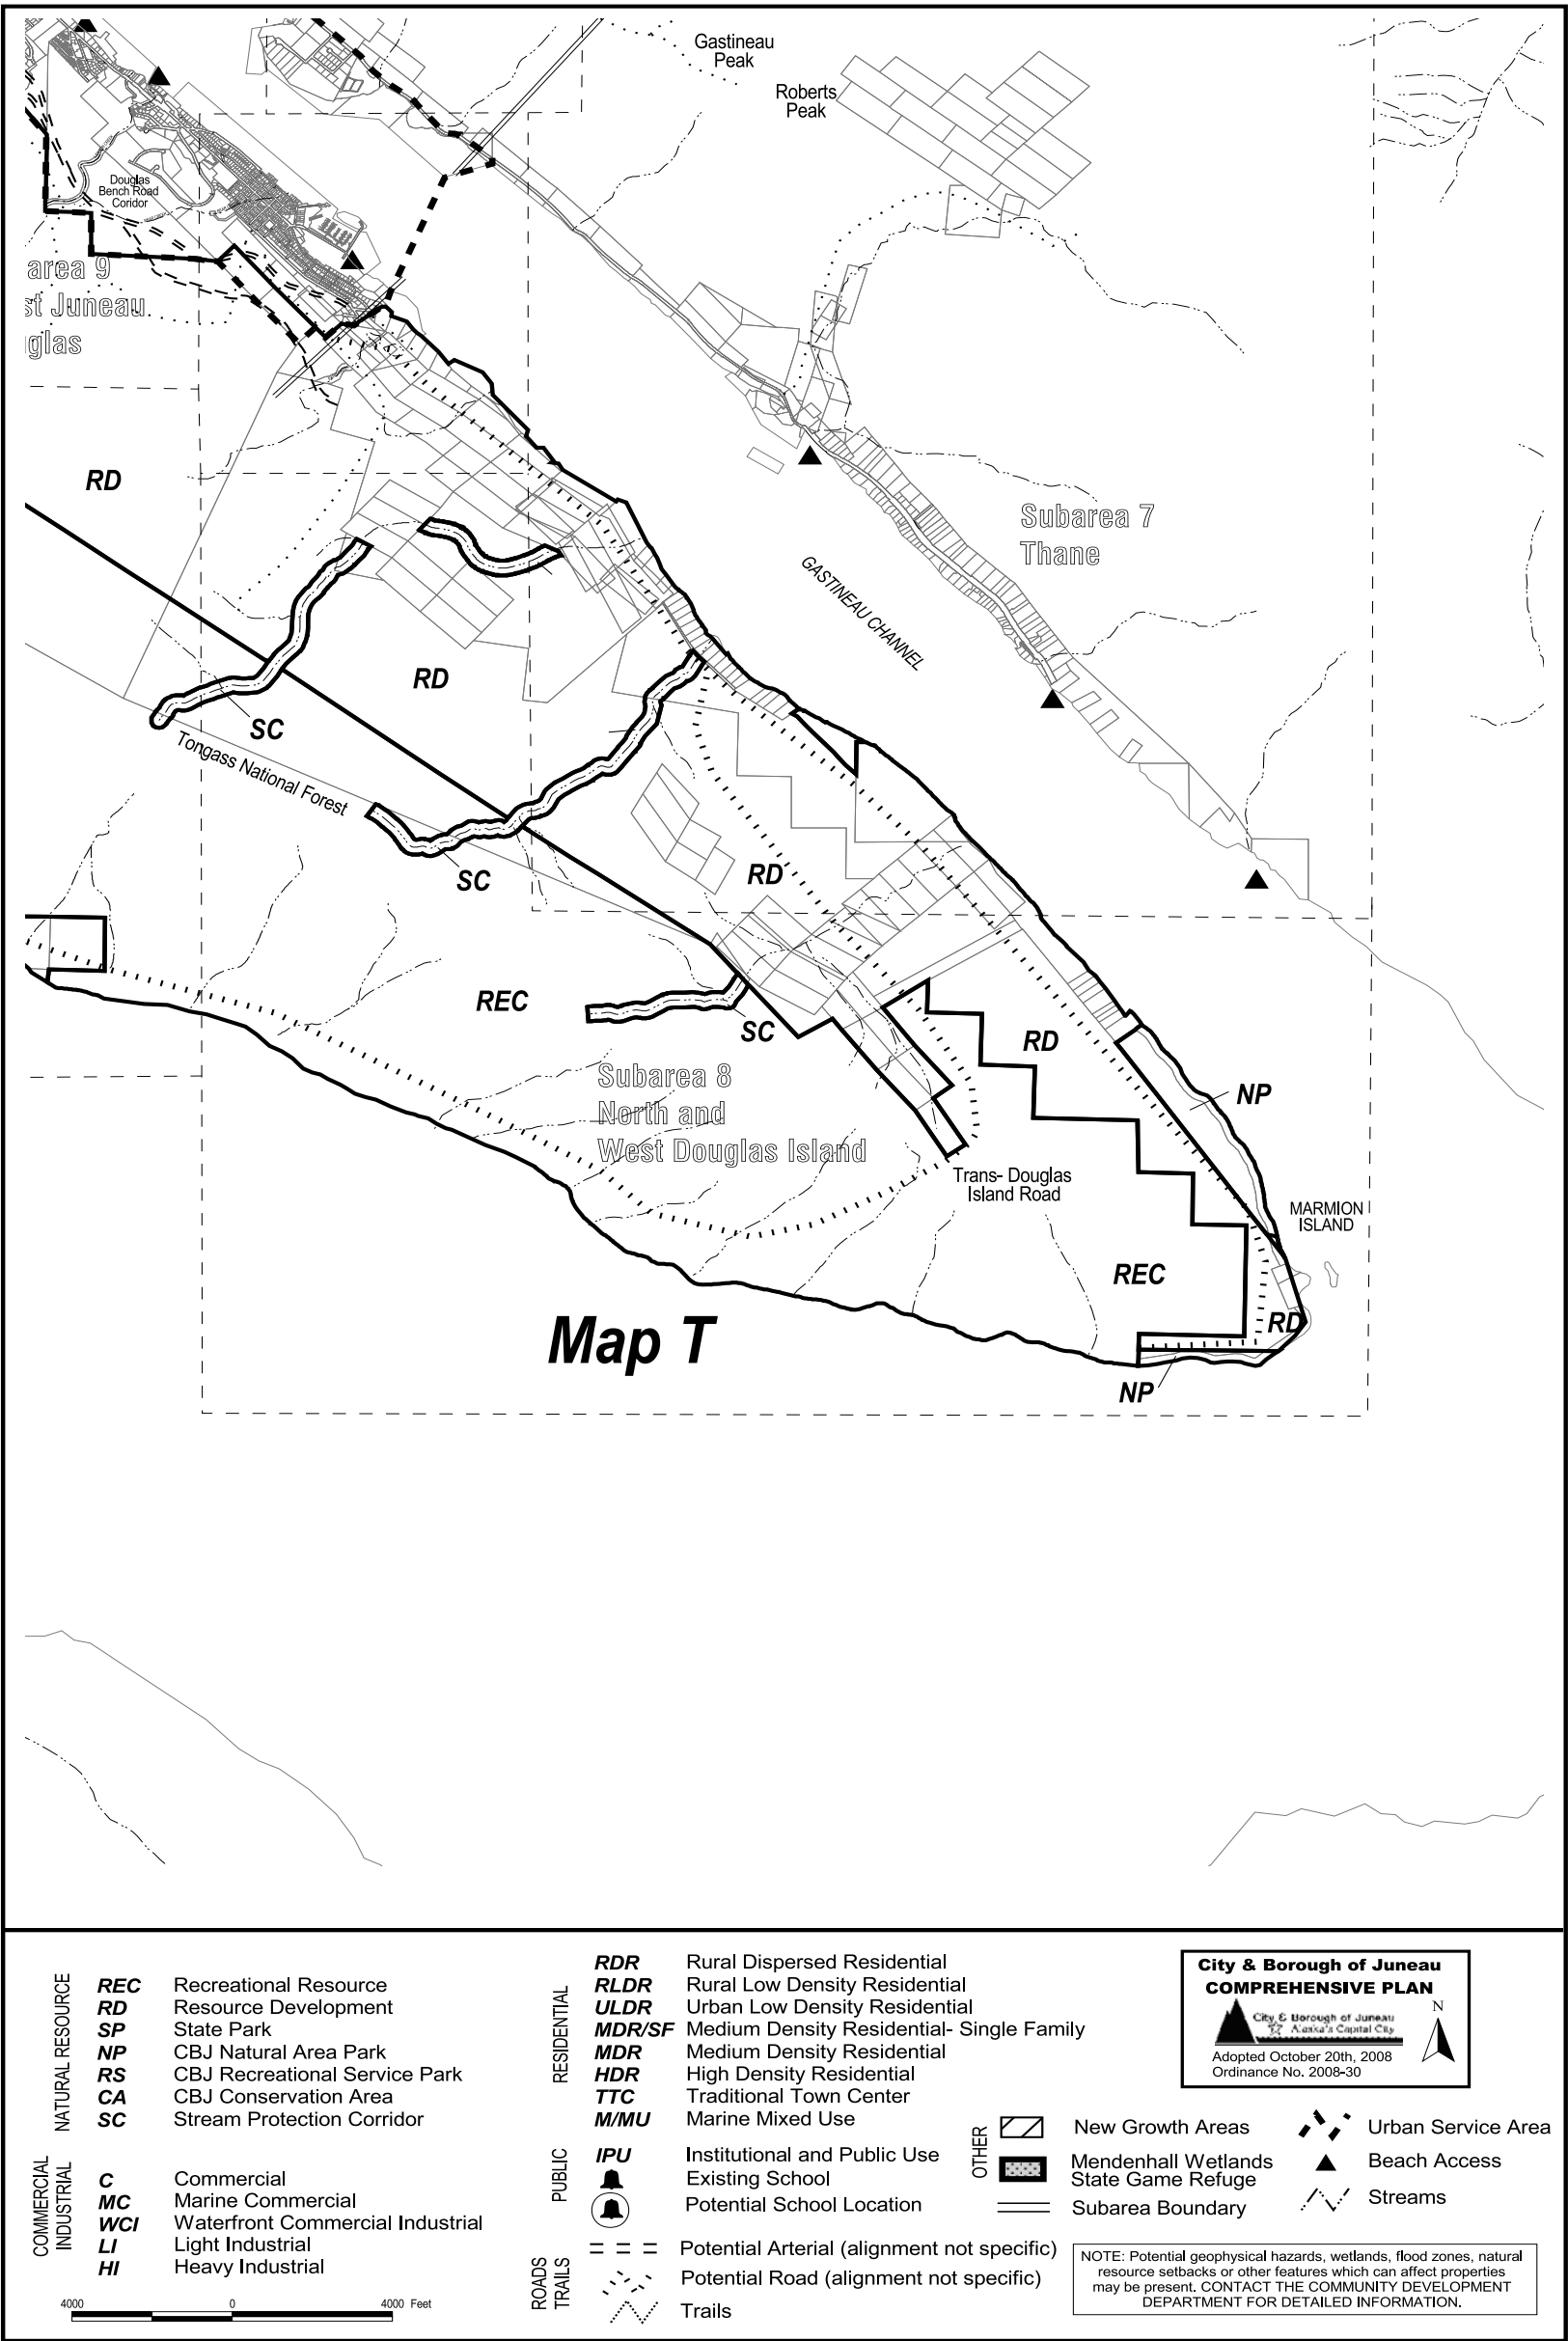 Gastineau
Peak
Roberts
Peak
Douglas
Bench Road
Coridor
area 9
st Juneau
glas
RD
Subarea 7
Thane
GASTINEAU CHANNEL
RD
SC
Tongass National Forest
SC
RD
REC
SC
RD
Subarea 8
North and
West Douglas Island
NP
Trans- Douglas
Island Road
MARMION
ISLAND
REC
RD
Map T
NP
NATURAL RESOURCE
REC Recreational Resource
RD Resource Development
SP State Park
NP CBJ Natural Area Park
RS CBJ Recreational Service Park
CA CBJ Conservation Area
SC Stream Protection Corridor
COMMERCIAL
INDUSTRIAL
C Commercial
MC Marine Commercial
WCI Waterfront Commercial Industrial
LI Light Industrial
HI Heavy Industrial
4000 0 4000 Feet
RESIDENTIAL
RDR Rural Dispersed Residential
RLDR Rural Low Density Residential
ULDR Urban Low Density Residential
MDR/SF Medium Density Residential- Single Family
MDR Medium Density Residential
HDR High Density Residential
TTC Traditional Town Center
M/MU Marine Mixed Use
PUBLIC
IPU Institutional and Public Use
Existing School
Potential School Location
ROADS
TRAILS
Potential Arterial (alignment not specific)
Potential Road (alignment not specific)
Trails
OTHER
New Growth Areas
Mendenhall Wetlands
State Game Refuge
Subarea Boundary
Urban Service Area
Beach Access
Streams
City & Borough of Juneau
COMPREHENSIVE PLAN
N
City & Borough of Juneau
Alaska's Capital City
Adopted October 20th, 2008
Ordinance No. 2008-30
NOTE: Potential geophysical hazards, wetlands, flood zones, natural
resource setbacks or other features which can affect properties
may be present. CONTACT THE COMMUNITY DEVELOPMENT
DEPARTMENT FOR DETAILED INFORMATION.